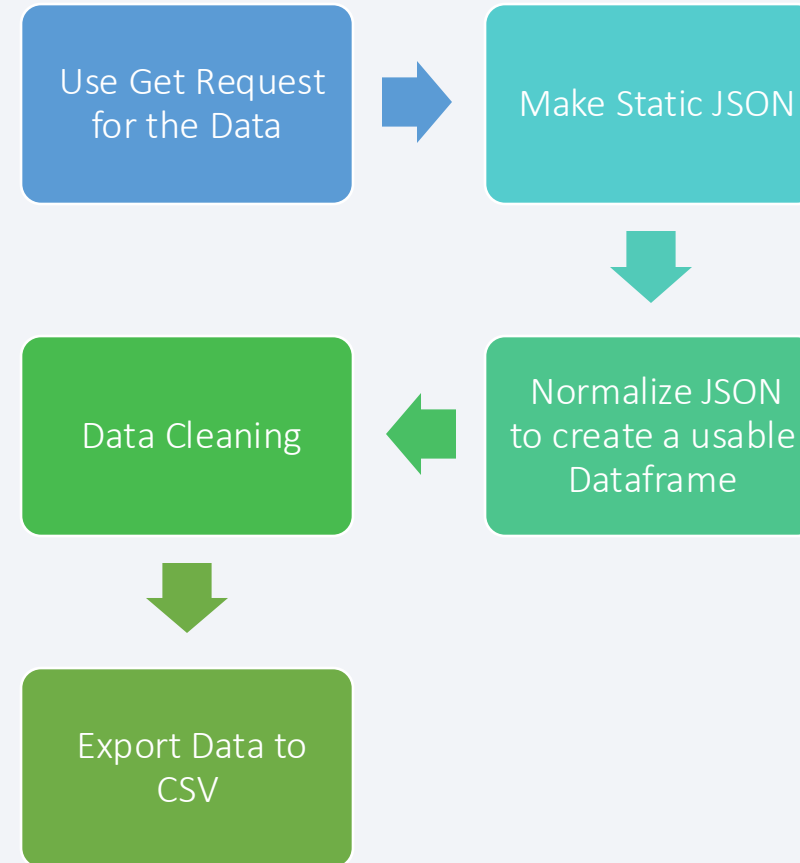 Use Get Request
for the Data
Make Static JSON
Normalize JSON
to create a usable
Dataframe
Data Cleaning
Export Data to
CSV